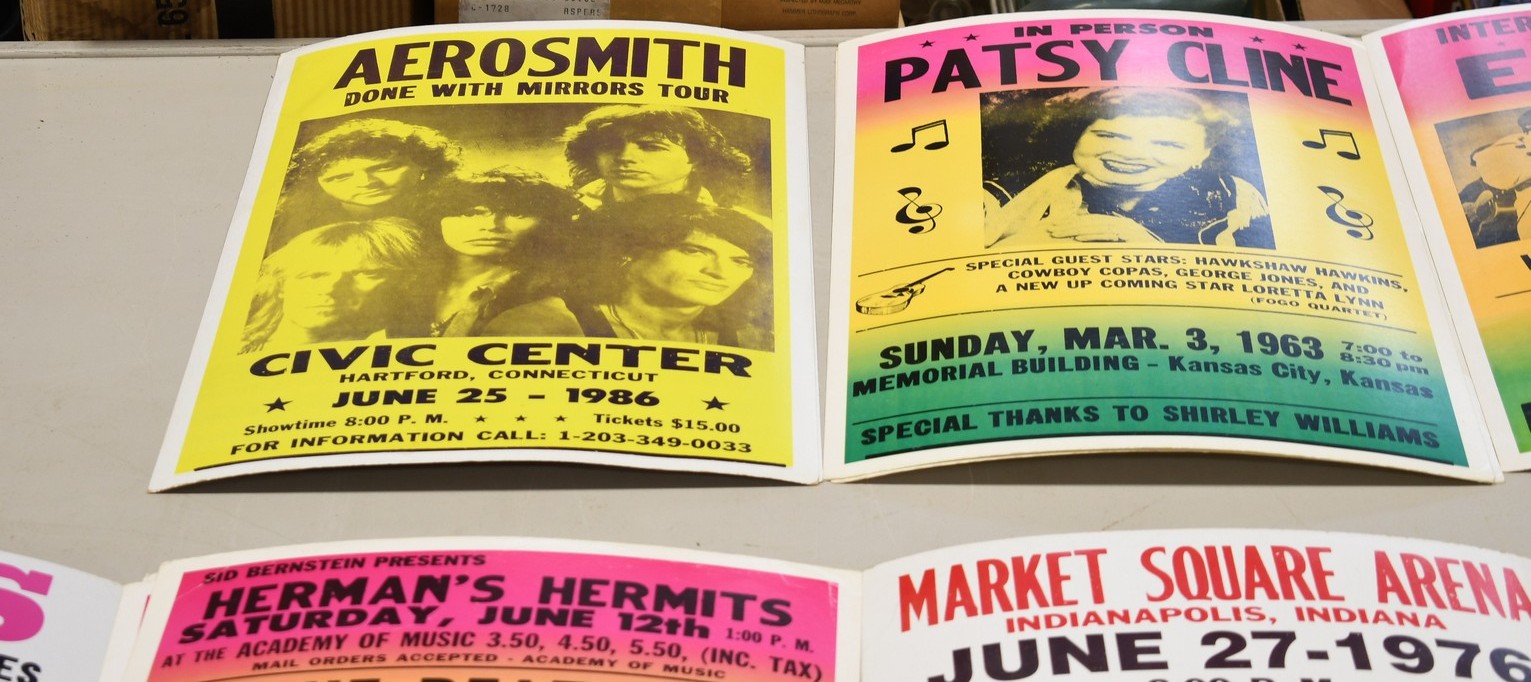 C-1728
AEROSMITH
DONE WITH MIRRORS TOUR
CIVIC CENTER
HARTFORD, CONNECTICUT
★ JUNE 25 - 1986 ★
Showtime 8:00 P. M. ★ ★ ★ Tickets $15.00
FOR INFORMATION CALL: 1-203-349-0033
IN PERSON
PATSY CLINE
SPECIAL GUEST STARS: HAWKSHAW HAWKINS,
COWBOY COPAS, GEORGE JONES, AND
A NEW UP COMING STAR LORETTA LYNN
(FOGO QUARTET)
SUNDAY, MAR. 3, 1963 7:00 to
8:30 pm
MEMORIAL BUILDING - Kansas City, Kansas
SPECIAL THANKS TO SHIRLEY WILLIAMS
INTER
E
S
ES
SID BERNSTEIN PRESENTS
HERMAN'S HERMITS
SATURDAY, JUNE 12th 1:00 P. M.
AT THE ACADEMY OF MUSIC 3.50, 4.50, 5.50, (INC. TAX)
MAIL ORDERS ACCEPTED - ACADEMY OF MUSIC
MARKET SQUARE ARENA
INDIANAPOLIS, INDIANA
JUNE 27-1976